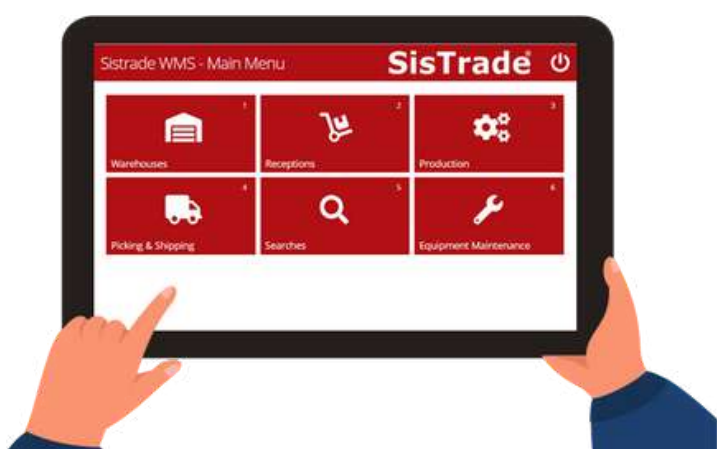 Sistrade WMS - Main Menu
SisTrade®
1
2
3
Warehouses
Receptions
Production
4
5
6
Picking & Shipping
Searches
Equipment Maintenance